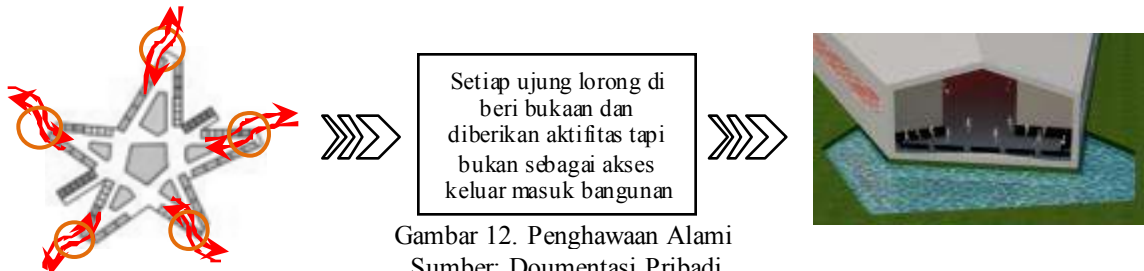 Setiap ujung lorong di
beri bukaan dan
diberikan aktifitas tapi
bukan sebagai akses
keluar masuk bangunan
Gambar 12. Penghawaan Alami
Sumber: Doumentasi Pribadi